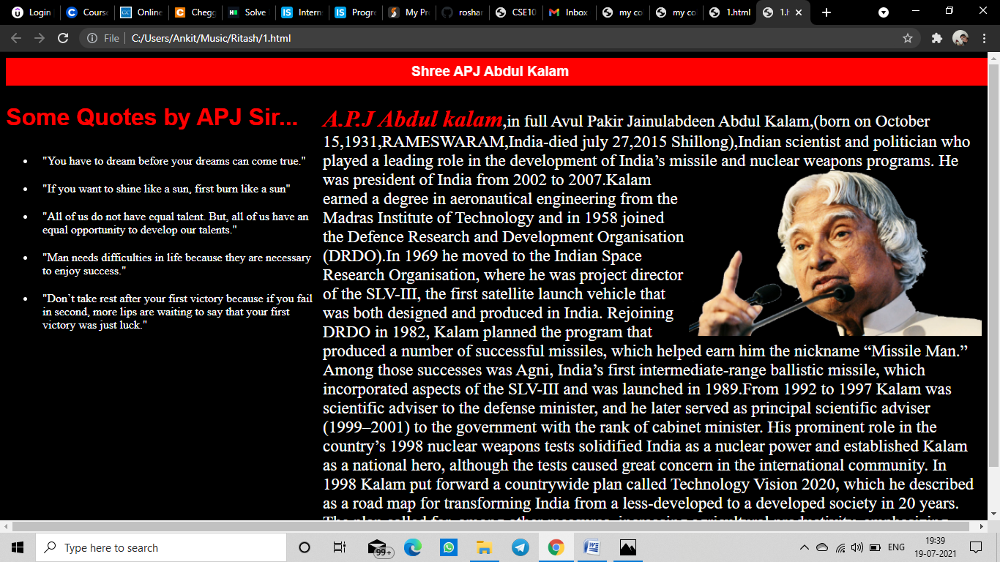 Login
Course
Online
Chegg
Solve
Intern
Progre
My Pr
roshar
CSE10
Inbox
my co
my co
1.html
1.h
File
C:/Users/Ankit/Music/Ritash/1.html
Shree APJ Abdul Kalam
Some Quotes by APJ Sir...
"You have to dream before your dreams can come true."
"If you want to shine like a sun, first burn like a sun"
"All of us do not have equal talent. But, all of us have an
equal opportunity to develop our talents."
"Man needs difficulties in life because they are necessary
to enjoy success."
"Don’t take rest after your first victory because if you fail
in second, more lips are waiting to say that your first
victory was just luck."
A.P.J Abdul kalam,in full Avul Pakir Jainulabdeen Abdul Kalam,(born on October
15,1931,RAMESWARAM,India-died july 27,2015 Shillong),Indian scientist and politician who
played a leading role in the development of India’s missile and nuclear weapons programs. He
was president of India from 2002 to 2007.Kalam
earned a degree in aeronautical engineering from the
Madras Institute of Technology and in 1958 joined
the Defence Research and Development Organisation
(DRDO).In 1969 he moved to the Indian Space
Research Organisation, where he was project director
of the SLV-III, the first satellite launch vehicle that
was both designed and produced in India. Rejoining
DRDO in 1982, Kalam planned the program that
produced a number of successful missiles, which helped earn him the nickname “Missile Man.”
Among those successes was Agni, India’s first intermediate-range ballistic missile, which
incorporated aspects of the SLV-III and was launched in 1989.From 1992 to 1997 Kalam was
scientific adviser to the defense minister, and he later served as principal scientific adviser
(1999–2001) to the government with the rank of cabinet minister. His prominent role in the
country’s 1998 nuclear weapons tests solidified India as a nuclear power and established Kalam
as a national hero, although the tests caused great concern in the international community. In
1998 Kalam put forward a countrywide plan called Technology Vision 2020, which he described
as a road map for transforming India from a less-developed to a developed society in 20 years.
The plan called for, among other measures, increasing agricultural productivity, emphasizing
Type here to search
99+
ENG
19:39
19-07-2021